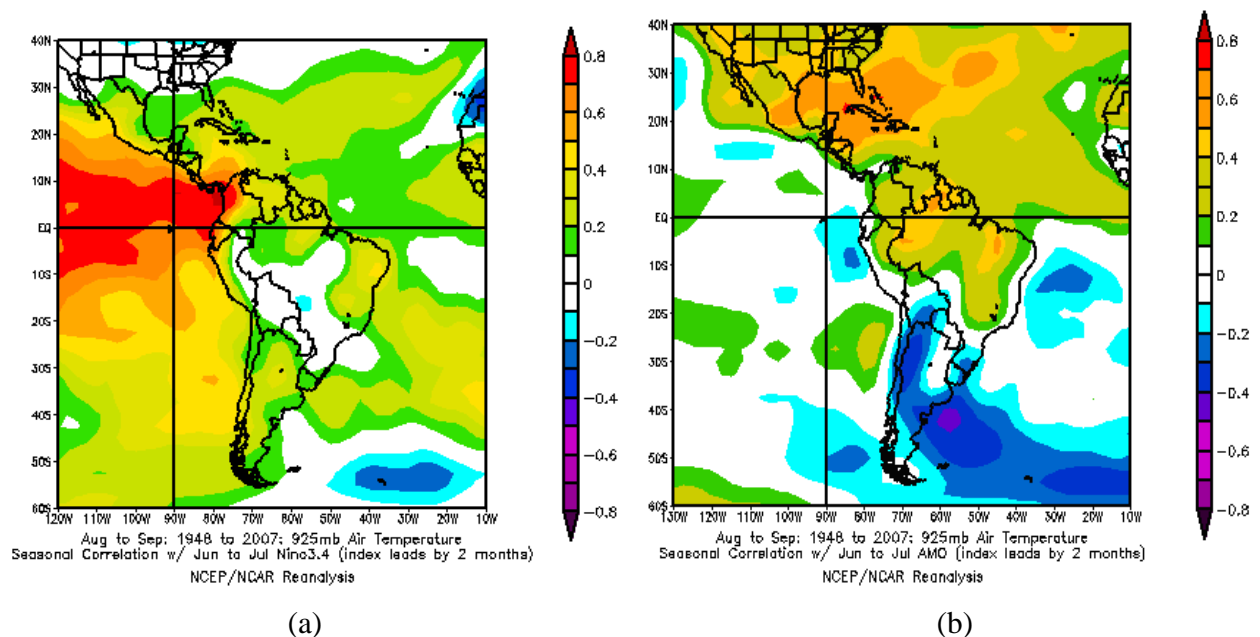 40N
30N
20N
10N
EQ
10S
20S
30S
40S
50S
60S
120W 110W 100W 90W 80W 70W 60W 50W 40W 30W 20W 10W
0.8
0.6
0.4
0.2
0
−0.2
−0.4
−0.6
−0.8
Aug to Sep: 1948 to 2007: 925mb Air Temperature
Seasonal Correlation w/ Jun to Jul Nino3.4 (index leads by 2 months)
NCEP/NCAR Reanalysis
(a)
40N
30N
20N
10N
EQ
10S
20S
30S
40S
50S
60S
130W 120W 110W 100W 90W 80W 70W 60W 50W 40W 30W 20W 10W
0.8
0.6
0.4
0.2
0
−0.2
−0.4
−0.6
−0.8
Aug to Sep: 1948 to 2007: 925mb Air Temperature
Seasonal Correlation w/ Jun to Jul AMO (index leads by 2 months)
NCEP/NCAR Reanalysis
(b)